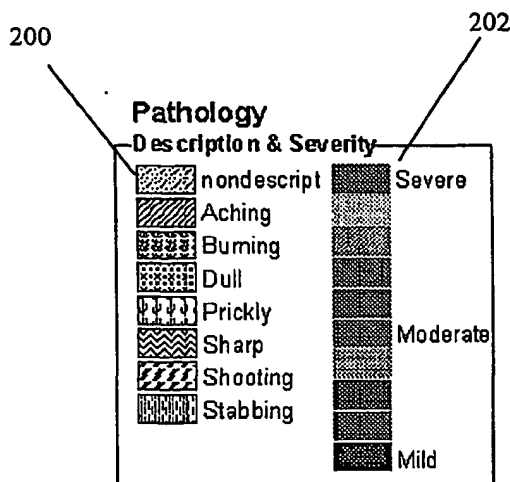 200
202
Pathology
Description & Severity
nondescript
Aching
Burning
Dull
Prickly
Sharp
Shooting
Stabbing
Severe
Moderate
Mild